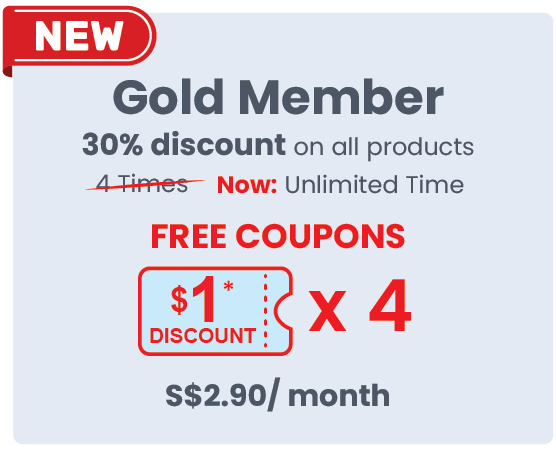 NEW
Gold Member
30% discount on all products
4 Times Now: Unlimited Time
FREE COUPONS
$1* x 4
DISCOUNT
S$2.90/ month